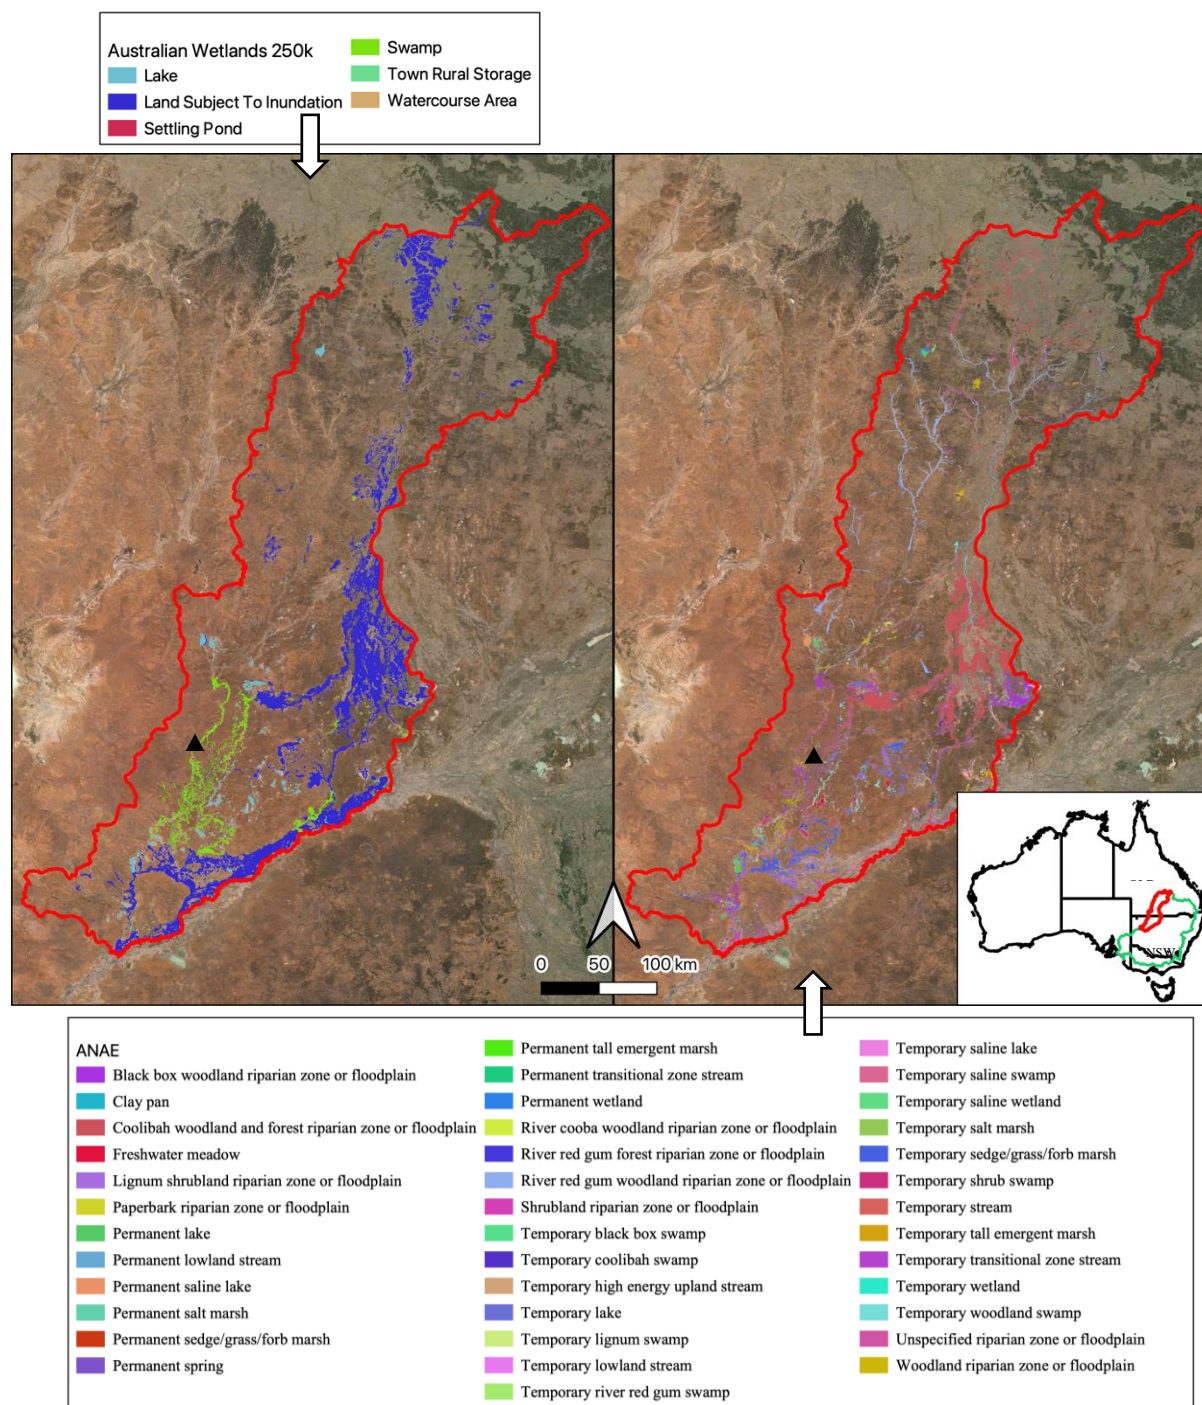 Australian Wetlands 250k
Lake
Land Subject To Inundation
Settling Pond
Swamp
Town Rural Storage
Watercourse Area
0 50 100 km
NSW
ANAE
Black box woodland riparian zone or floodplain
Clay pan
Coolibah woodland and forest riparian zone or floodplain
Freshwater meadow
Lignum shrubland riparian zone or floodplain
Paperbark riparian zone or floodplain
Permanent lake
Permanent lowland stream
Permanent saline lake
Permanent salt marsh
Permanent sedge/grass/forb marsh
Permanent spring
Permanent tall emergent marsh
Permanent transitional zone stream
Permanent wetland
River cooba woodland riparian zone or floodplain
River red gum forest riparian zone or floodplain
River red gum woodland riparian zone or floodplain
Shrubland riparian zone or floodplain
Temporary black box swamp
Temporary coolibah swamp
Temporary high energy upland stream
Temporary lake
Temporary lignum swamp
Temporary lowland stream
Temporary river red gum swamp
Temporary saline lake
Temporary saline swamp
Temporary saline wetland
Temporary salt marsh
Temporary sedge/grass/forb marsh
Temporary shrub swamp
Temporary stream
Temporary tall emergent marsh
Temporary transitional zone stream
Temporary wetland
Temporary woodland swamp
Unspecified riparian zone or floodplain
Woodland riparian zone or floodplain